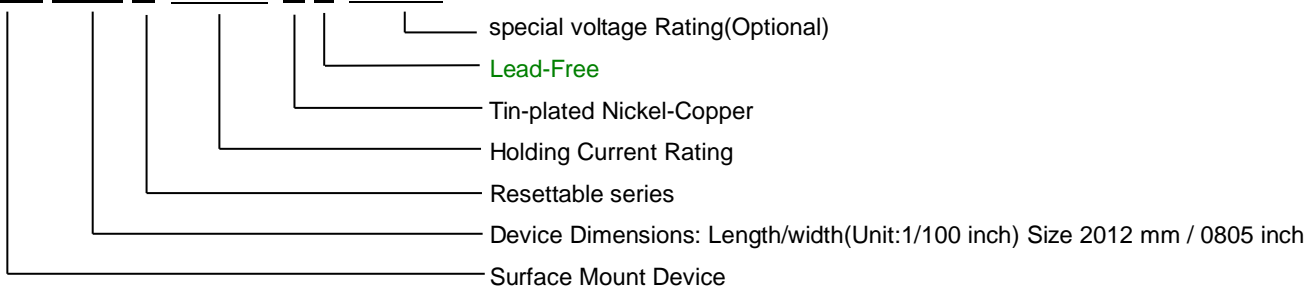 special voltage Rating(Optional)
Lead-Free
Tin-plated Nickel-Copper
Holding Current Rating
Resettable series
Device Dimensions: Length/width(Unit:1/100 inch) Size 2012 mm / 0805 inch
Surface Mount Device